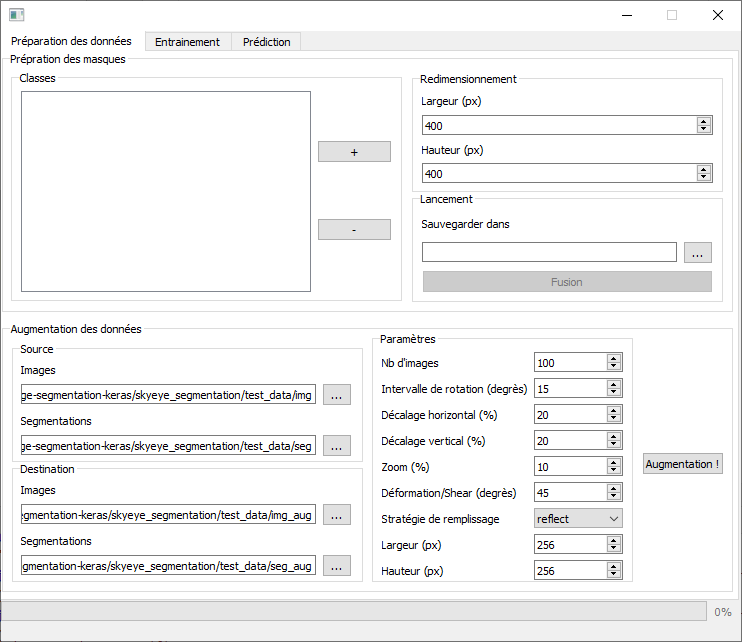 Préparation des données Entrainement Prédiction
Prépration des masques
Classes
+
-
Redimensionnement
Largeur (px)
400
Hauteur (px)
400
Lancement
Sauvegarder dans
...
Fusion
Augmentation des données
Source
Images
ge-segmentation-keras/skyeye_segmentation/test_data/img ...
Segmentations
ge-segmentation-keras/skyeye_segmentation/test_data/seg ...
Destination
Images
gmentation-keras/skyeye_segmentation/test_data/img_aug ...
Segmentations
gmentation-keras/skyeye_segmentation/test_data/seg_aug ...
Paramètres
Nb d'images 100
Intervalle de rotation (degrès) 15
Décalage horizontal (%) 20
Décalage vertical (%) 20
Zoom (%) 10
Déformation/Shear (degrès) 45
Stratégie de remplissage reflect
Largeur (px) 256
Hauteur (px) 256
Augmentation !
0%